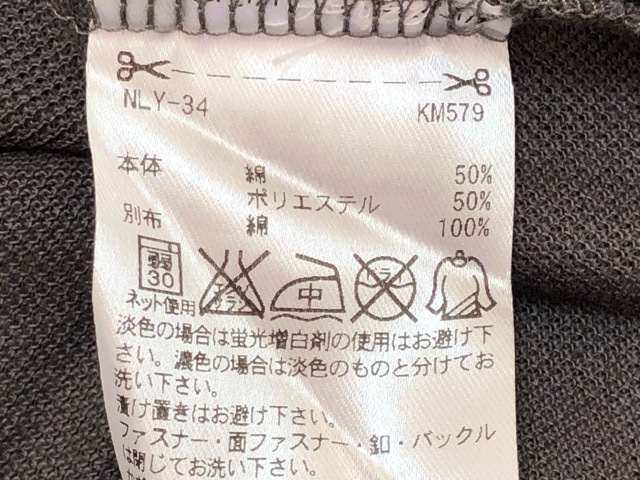 NLY-34 KM579
本体 綿 50%
ポリエステル 50%
別布 綿 100%
30 中
ネット使用
淡色の場合は蛍光増白剤の使用はお避け下
さい。濃色の場合は淡色のものと分けてお
洗い下さい。
漬け置きはお避け下さい。
ファスナー・面ファスナー・釦・バックル
は閉じてお洗い下さい。